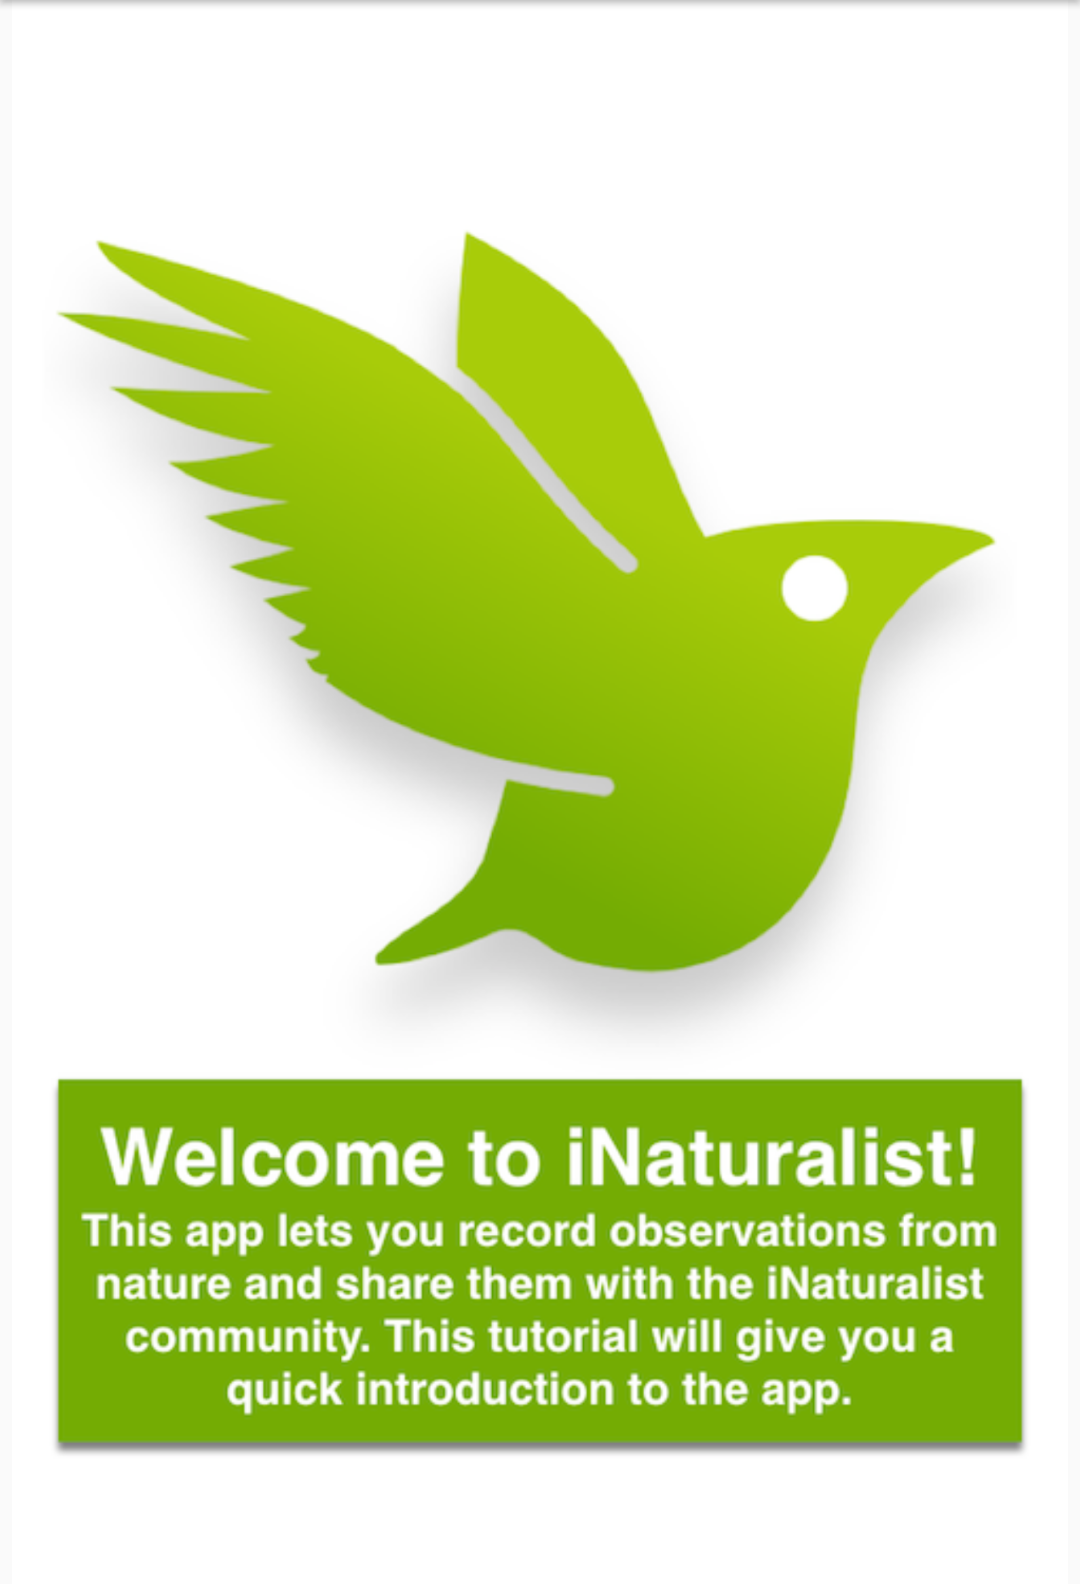 Welcome to iNaturalist!
This app lets you record observations from
nature and share them with the iNaturalist
community. This tutorial will give you a
quick introduction to the app.